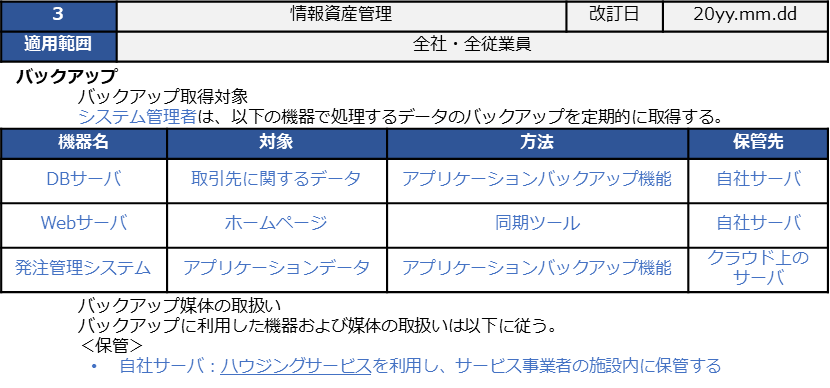 3 情報資産管理 改訂日 20yy.mm.dd
適用範囲 全社・全従業員
バックアップ
バックアップ取得対象
システム管理者は、以下の機器で処理するデータのバックアップを定期的に取得する。
機器名 対象 方法 保管先
DBサーバ 取引先に関するデータ アプリケーションバックアップ機能 自社サーバ
Webサーバ ホームページ 同期ツール 自社サーバ
発注管理システム アプリケーションデータ アプリケーションバックアップ機能 クラウド上の
サーバ
バックアップ媒体の取扱い
バックアップに利用した機器および媒体の取扱いは以下に従う。
＜保管＞
• 自社サーバ：ハウジングサービスを利用し、サービス事業者の施設内に保管する